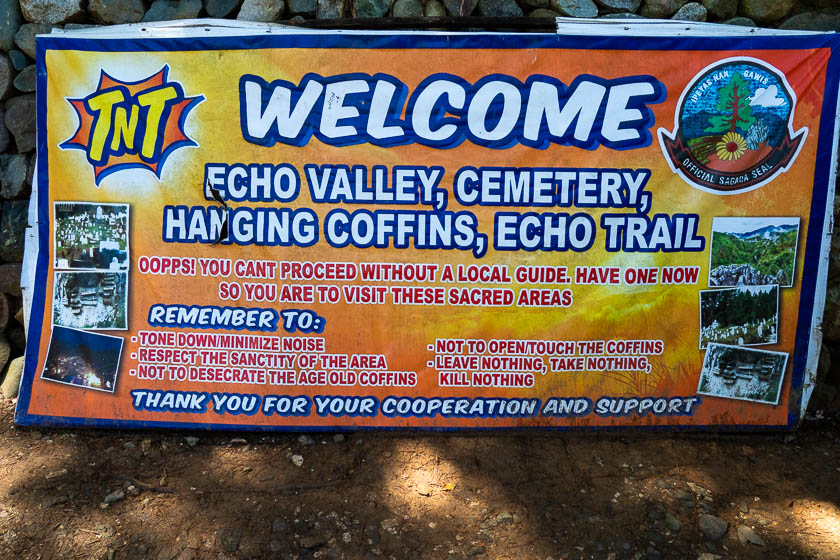 TNT
WELCOME
IPEYAS NAN GAWIS
OFFICIAL SAGADA SEAL
ECHO VALLEY, CEMETERY,
HANGING COFFINS, ECHO TRAIL
OOPPS! YOU CANT PROCEED WITHOUT A LOCAL GUIDE. HAVE ONE NOW
SO YOU ARE TO VISIT THESE SACRED AREAS
REMEMBER TO:
- TONE DOWN/MINIMIZE NOISE
- RESPECT THE SANCTITY OF THE AREA
- NOT TO DESECRATE THE AGE OLD COFFINS
- NOT TO OPEN/TOUCH THE COFFINS
- LEAVE NOTHING, TAKE NOTHING,
KILL NOTHING
THANK YOU FOR YOUR COOPERATION AND SUPPORT